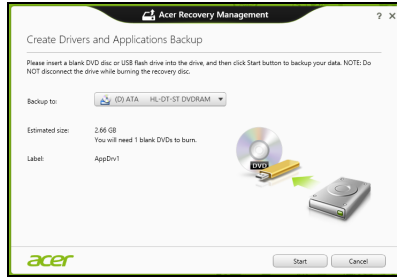 Acer Recovery Management
? ×
Create Drivers and Applications Backup
Please insert a blank DVD disc or USB flash drive into the drive, and then click Start button to backup your data. NOTE: Do
NOT disconnect the drive while burning the recovery disc.
Backup to: (D) ATA HL-DT-ST DVDRAM
Estimated size: 2.66 GB
You will need 1 blank DVDs to burn.
Label: AppDrv1
DVD
acer Start Cancel